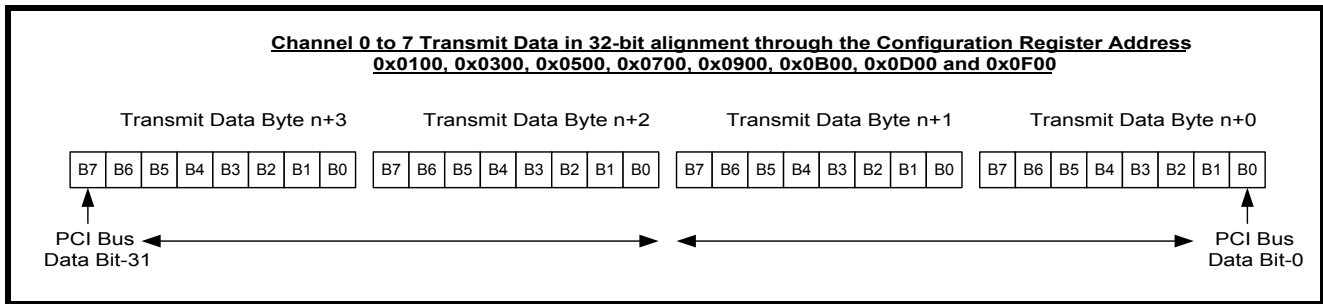 Channel 0 to 7 Transmit Data in 32-bit alignment through the Configuration Register Address
0x0100, 0x0300, 0x0500, 0x0700, 0x0900, 0x0B00, 0x0D00 and 0x0F00
Transmit Data Byte n+3 Transmit Data Byte n+2 Transmit Data Byte n+1 Transmit Data Byte n+0
B7 B6 B5 B4 B3 B2 B1 B0 B7 B6 B5 B4 B3 B2 B1 B0 B7 B6 B5 B4 B3 B2 B1 B0 B7 B6 B5 B4 B3 B2 B1 B0
PCI Bus
Data Bit-31
PCI Bus
Data Bit-0